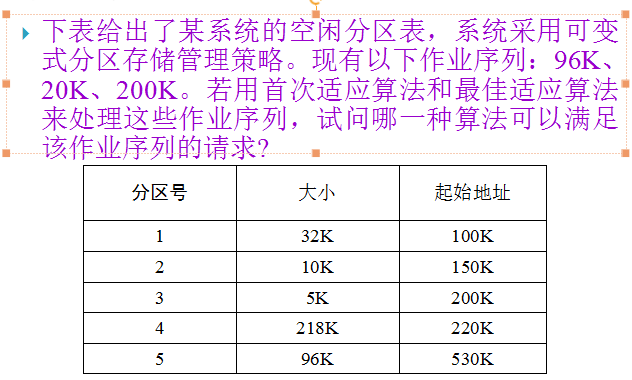 下表给出了某系统的空闲分区表，系统采用可变
式分区存储管理策略。现有以下作业序列：96K、
20K、200K。若用首次适应算法和最佳适应算法
来处理这些作业序列，试问哪一种算法可以满足
该作业序列的请求?
分区号 大小 起始地址
1 32K 100K
2 10K 150K
3 5K 200K
4 218K 220K
5 96K 530K